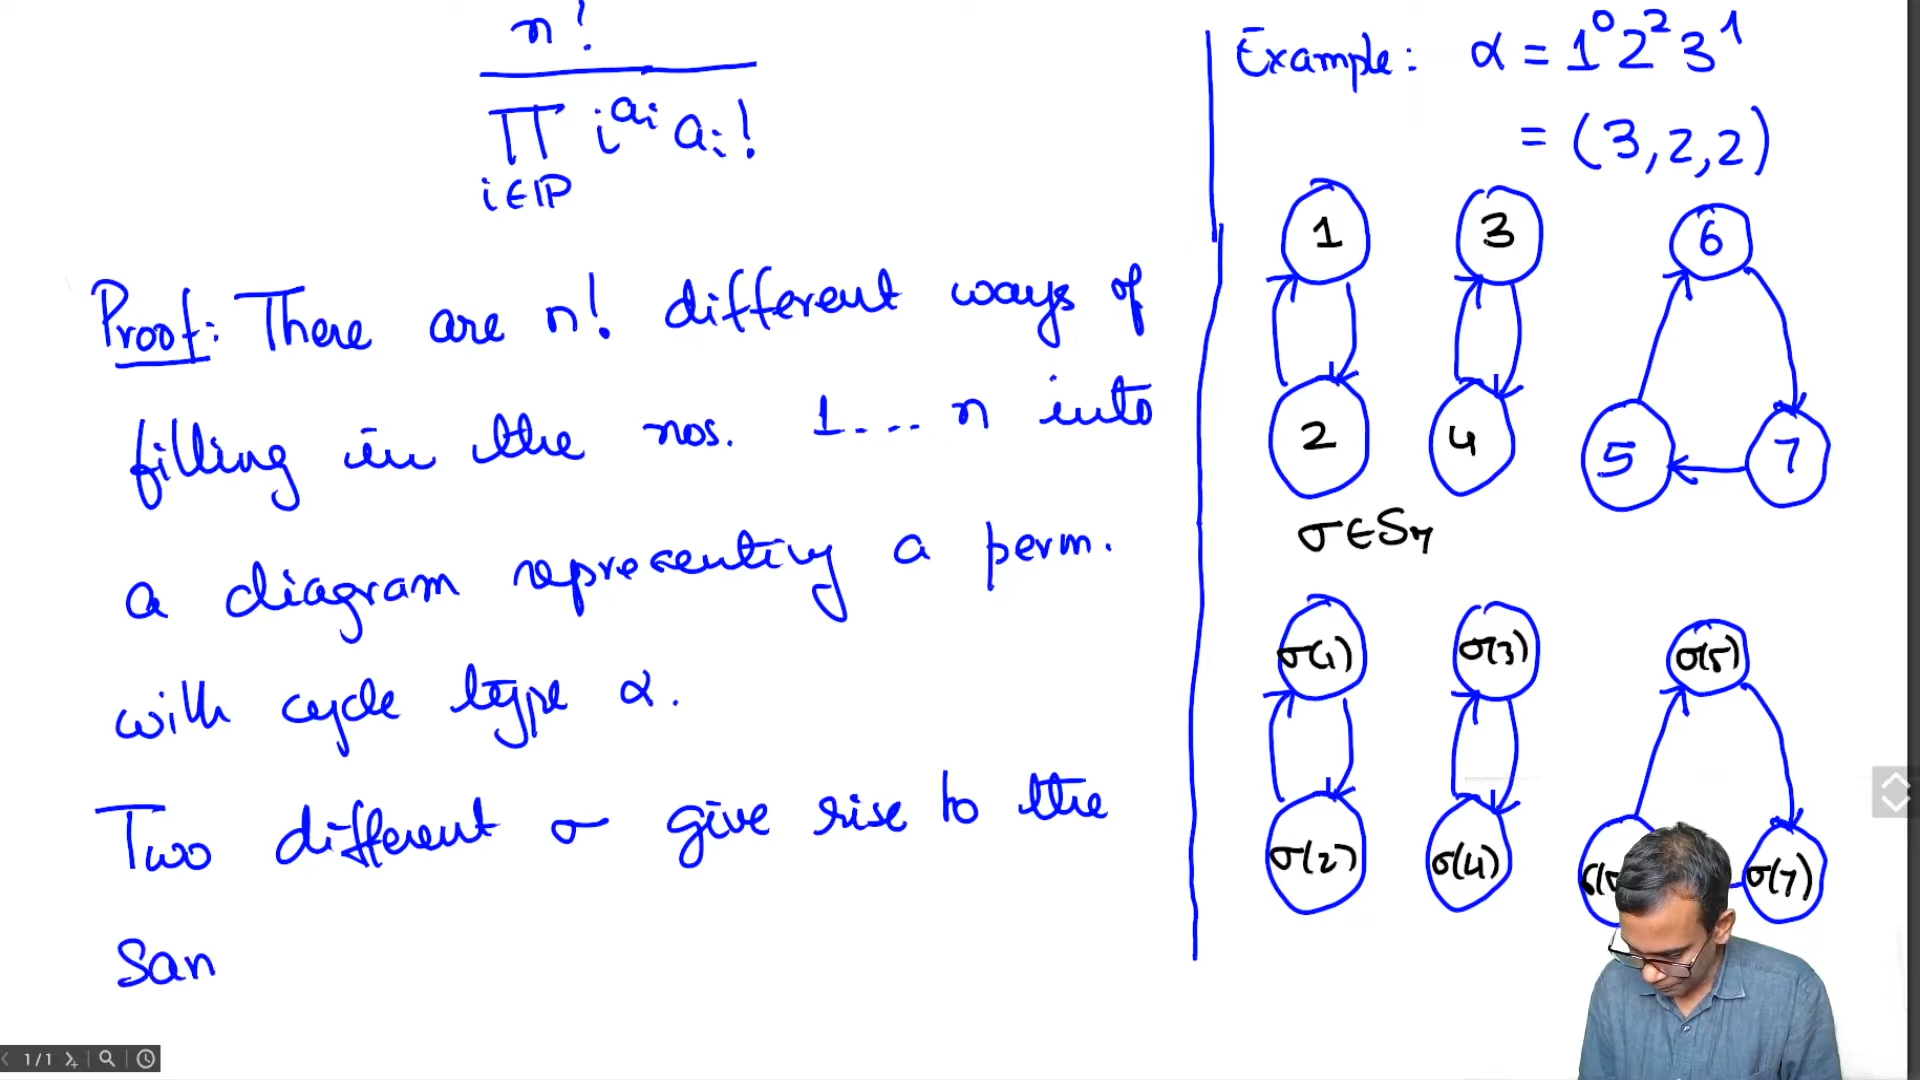 n!
∏ i^{a_i} a_i!
i∈ℙ
Proof: There are n! different ways of
filling in the nos. 1 ... n into
a diagram representing a perm.
with cycle type α.
Two different σ give rise to the
San
Example: α = 1^0 2^2 3^1
= (3,2,2)
1 3 6
2 4 5 7
σ∈S_7
σ(1) σ(3) σ(5)
σ(2) σ(4) σ(7)
1/1